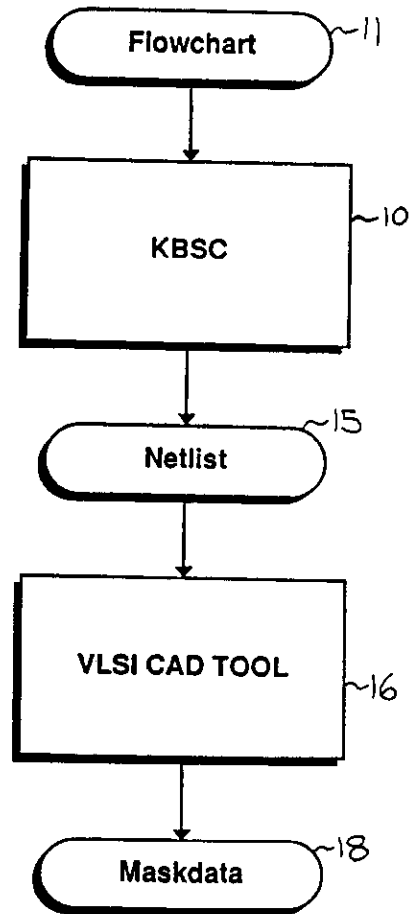 Flowchart
11
KBSC
10
Netlist
15
VLSI CAD TOOL
16
Maskdata
18